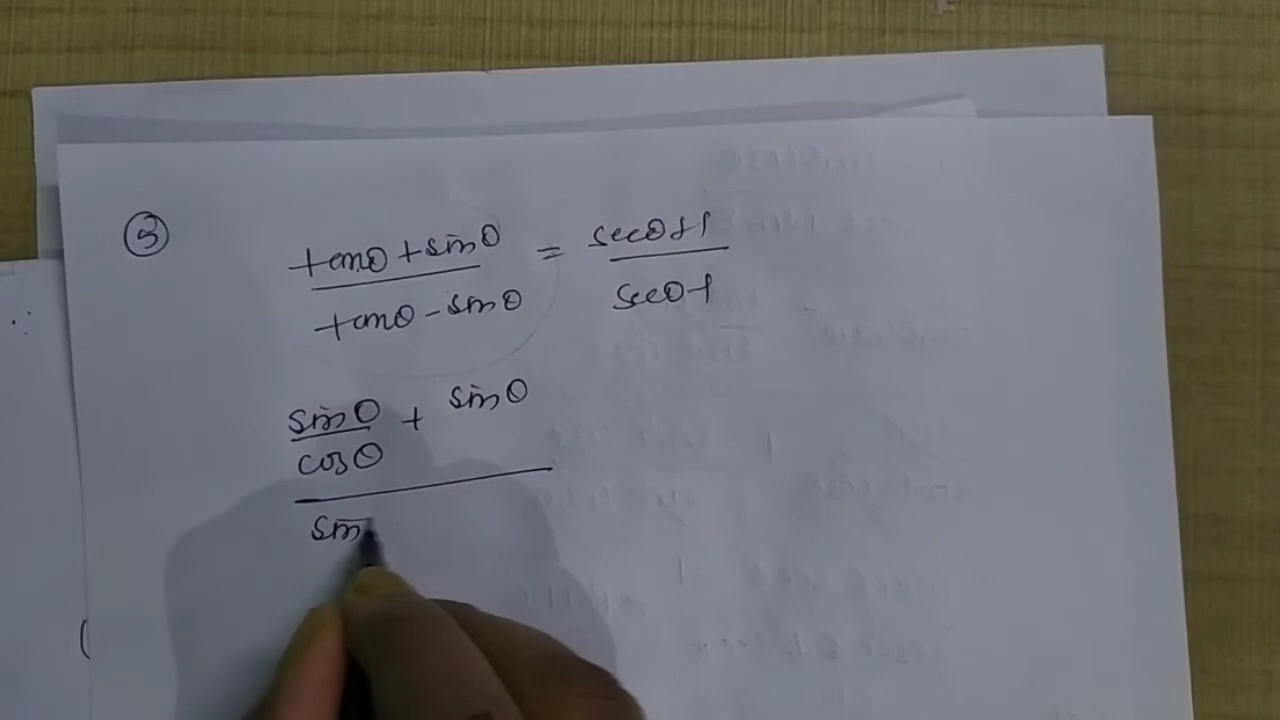 ③
tanθ + sinθ = secθ+1
tanθ - sinθ   secθ-1
sinθ + sinθ
cosθ
sin